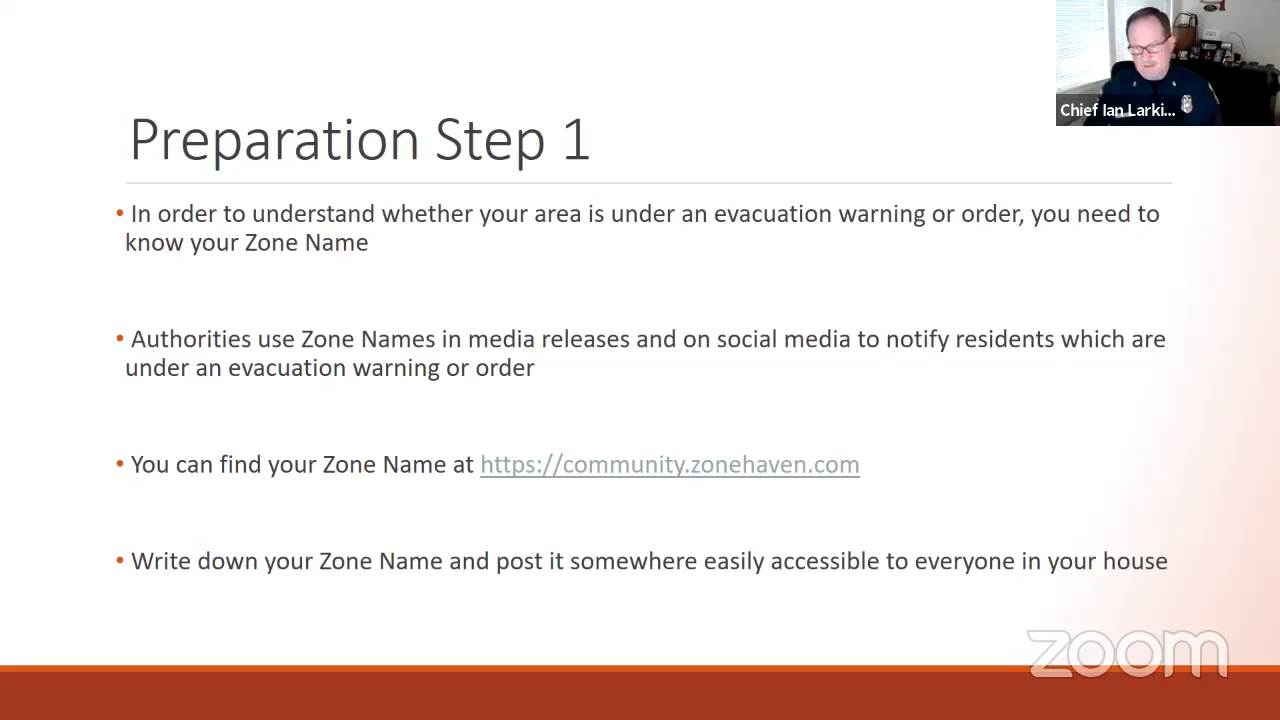 Chief Ian Larki...
Preparation Step 1
• In order to understand whether your area is under an evacuation warning or order, you need to
know your Zone Name
• Authorities use Zone Names in media releases and on social media to notify residents which are
under an evacuation warning or order
• You can find your Zone Name at https://community.zonehaven.com
• Write down your Zone Name and post it somewhere easily accessible to everyone in your house
zoom